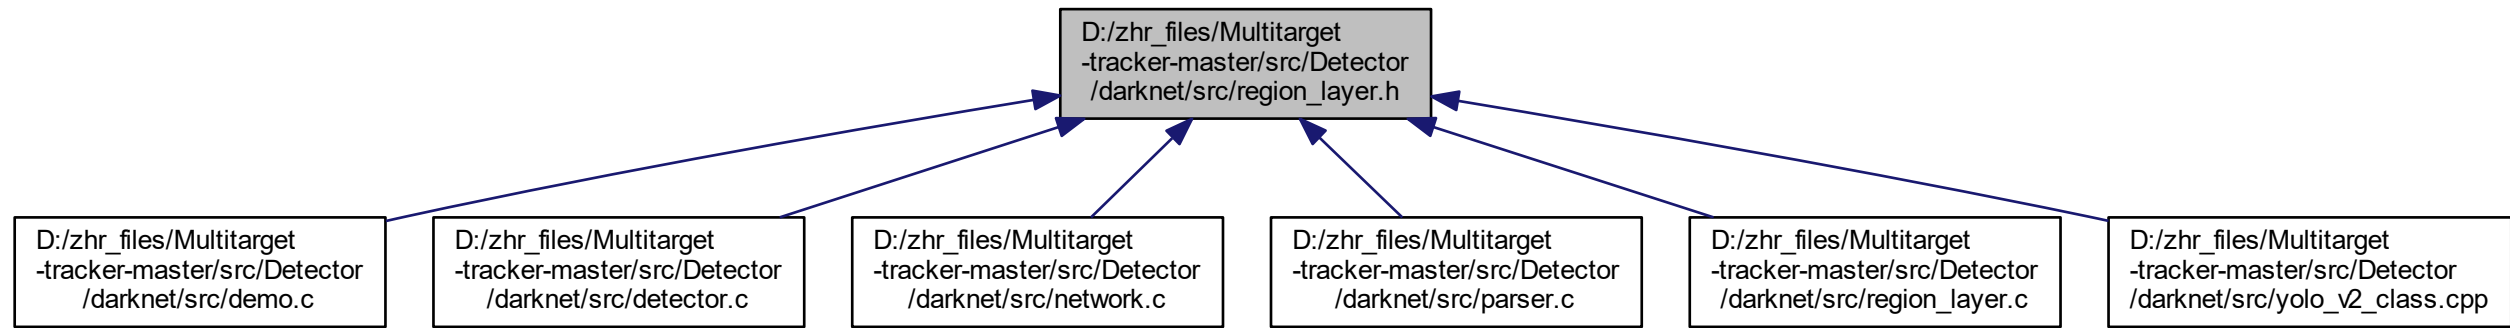 D:/zhr_files/Multitarget
-tracker-master/src/Detector
/darknet/src/region_layer.h
D:/zhr_files/Multitarget
-tracker-master/src/Detector
/darknet/src/demo.c
D:/zhr_files/Multitarget
-tracker-master/src/Detector
/darknet/src/detector.c
D:/zhr_files/Multitarget
-tracker-master/src/Detector
/darknet/src/network.c
D:/zhr_files/Multitarget
-tracker-master/src/Detector
/darknet/src/parser.c
D:/zhr_files/Multitarget
-tracker-master/src/Detector
/darknet/src/region_layer.c
D:/zhr_files/Multitarget
-tracker-master/src/Detector
/darknet/src/yolo_v2_class.cpp